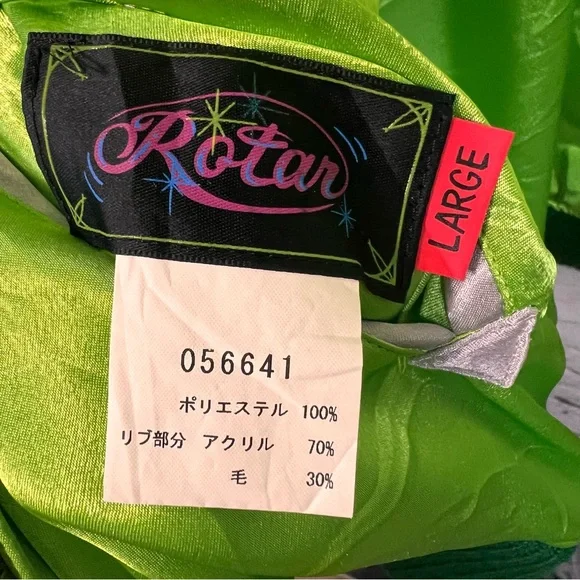 Rotar
LARGE
056641
ポリエステル 100%
リブ部分 アクリル 70%
毛 30%